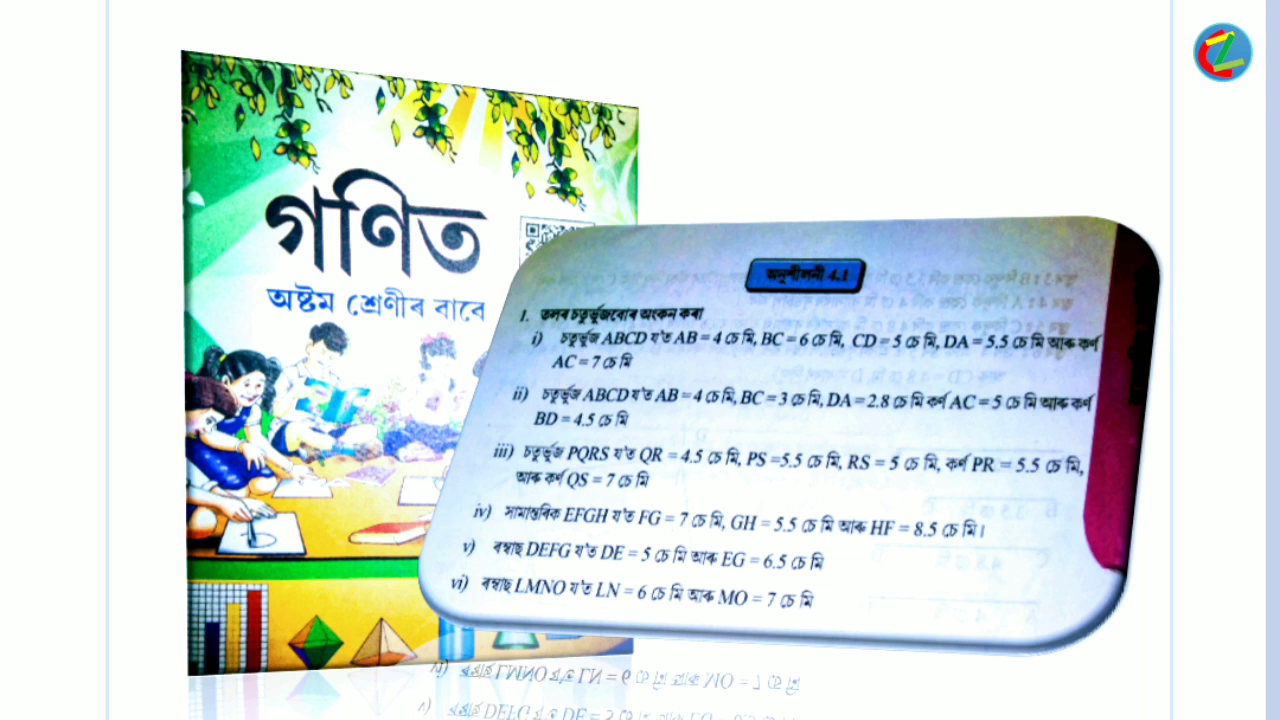 গণিত
অষ্টম শ্ৰেণীৰ বাবে
অনুশীলনী 4.1
1. তলৰ চতুৰ্ভূজবোৰ অংকন কৰা
i) চতুৰ্ভূজ ABCD য'ত AB = 4 চে মি, BC = 6 চে মি, CD = 5 চে মি, DA = 5.5 চে মি আৰু কৰ্ণ
AC = 7 চে মি
ii) চতুৰ্ভূজ ABCD য'ত AB = 4 চে মি, BC = 3 চে মি, DA = 2.8 চে মি কৰ্ণ AC = 5 চে মি আৰু কৰ্ণ
BD = 4.5 চে মি
iii) চতুৰ্ভূজ PQRS য'ত QR = 4.5 চে মি, PS =5.5 চে মি, RS = 5 চে মি, কৰ্ণ PR = 5.5 চে মি,
আৰু কৰ্ণ QS = 7 চে মি
iv) সামান্তৰিক EFGH য'ত FG = 7 চে মি, GH = 5.5 চে মি আৰু HF = 8.5 চে মি।
v) ৰম্বাছ DEFG য'ত DE = 5 চে মি আৰু EG = 6.5 চে মি
vi) ৰম্বাছ LMNO য'ত LN = 6 চে মি আৰু MO = 7 চে মি